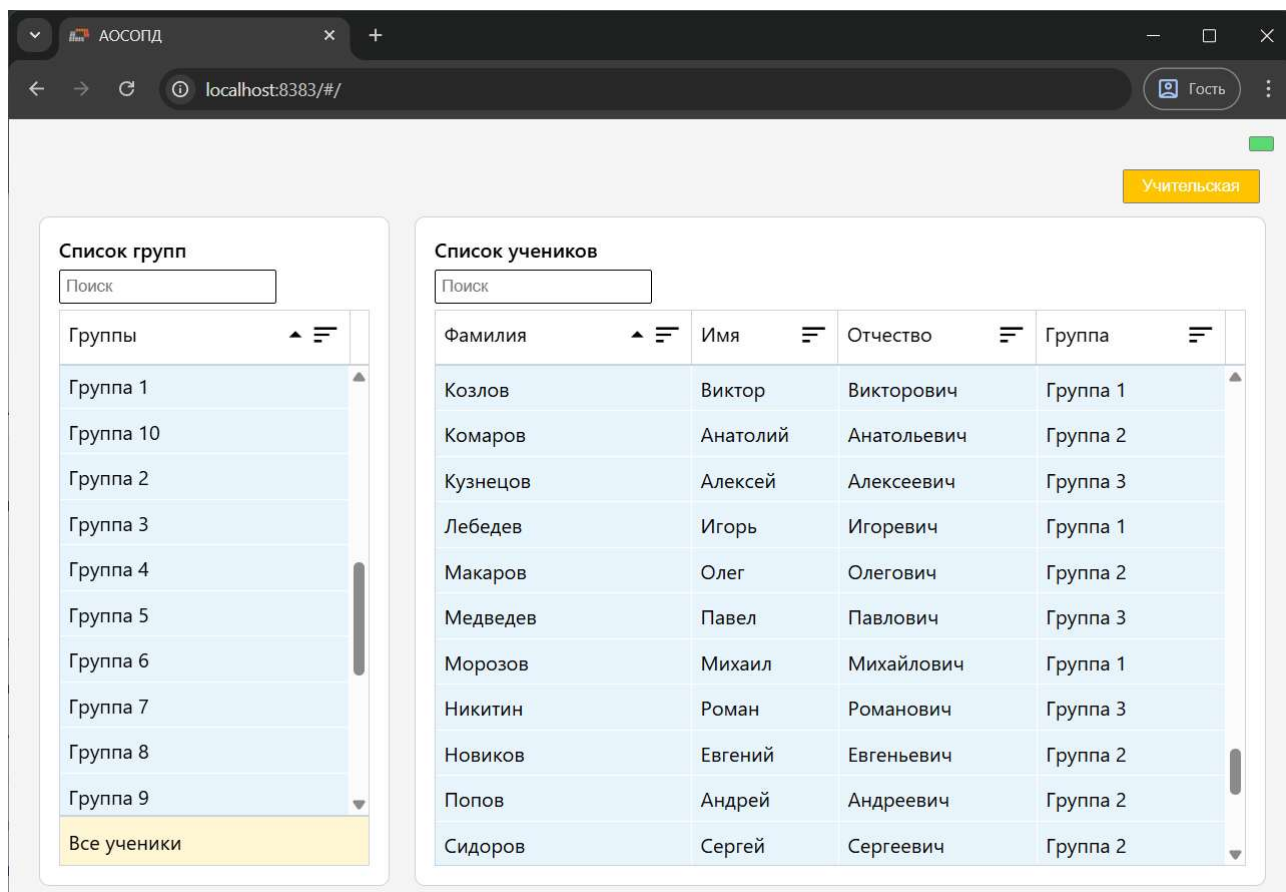 АОСОПД
localhost:8383/#/
Гость
Учительская
Список групп
Поиск
Группы
Группа 1
Группа 10
Группа 2
Группа 3
Группа 4
Группа 5
Группа 6
Группа 7
Группа 8
Группа 9
Все ученики
Список учеников
Поиск
Фамилия Имя Отчество Группа
Козлов Виктор Викторович Группа 1
Комаров Анатолий Анатольевич Группа 2
Кузнецов Алексей Алексеевич Группа 3
Лебедев Игорь Игоревич Группа 1
Макаров Олег Олегович Группа 2
Медведев Павел Павлович Группа 3
Морозов Михаил Михайлович Группа 1
Никитин Роман Романович Группа 3
Новиков Евгений Евгеньевич Группа 2
Попов Андрей Андреевич Группа 2
Сидоров Сергей Сергеевич Группа 2